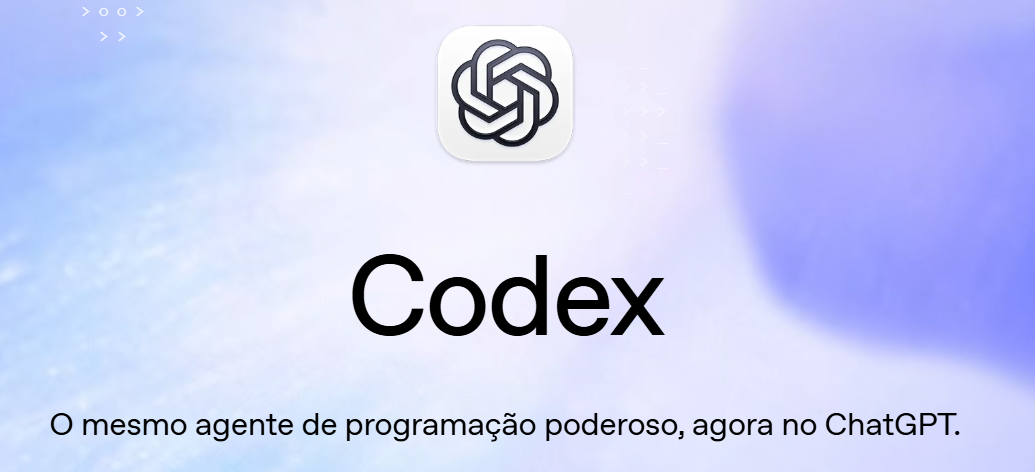 > o o >
> >
Codex
O mesmo agente de programação poderoso, agora no ChatGPT.